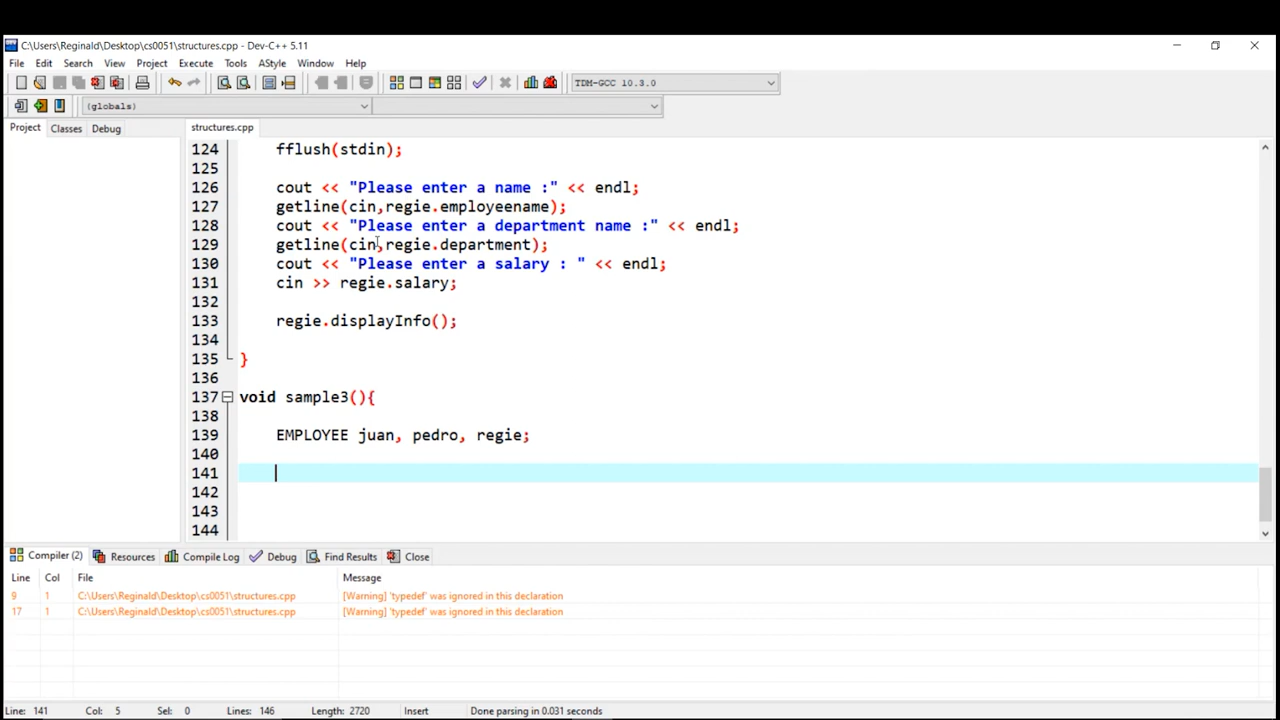 C:\Users\Reginald\Desktop\cs0051\structures.cpp - Dev-C++ 5.11
File Edit Search View Project Execute Tools AStyle Window Help
TDM-GCC 10.3.0
(globals)
Project Classes Debug structures.cpp
124 fflush(stdin);
125
126 cout << "Please enter a name :" << endl;
127 getline(cin,regie.employeename);
128 cout << "Please enter a department name :" << endl;
129 getline(cin,regie.department);
130 cout << "Please enter a salary : " << endl;
131 cin >> regie.salary;
132
133 regie.displayInfo();
134
135 }
136
137 void sample3(){
138
139 EMPLOYEE juan, pedro, regie;
140
141
142
143
144
Compiler (2) Resources Compile Log Debug Find Results Close
Line Col File Message
9 1 C:\Users\Reginald\Desktop\cs0051\structures.cpp [Warning] 'typedef' was ignored in this declaration
17 1 C:\Users\Reginald\Desktop\cs0051\structures.cpp [Warning] 'typedef' was ignored in this declaration
Line: 141 Col: 5 Sel: 0 Lines: 146 Length: 2720 Insert Done parsing in 0.031 seconds